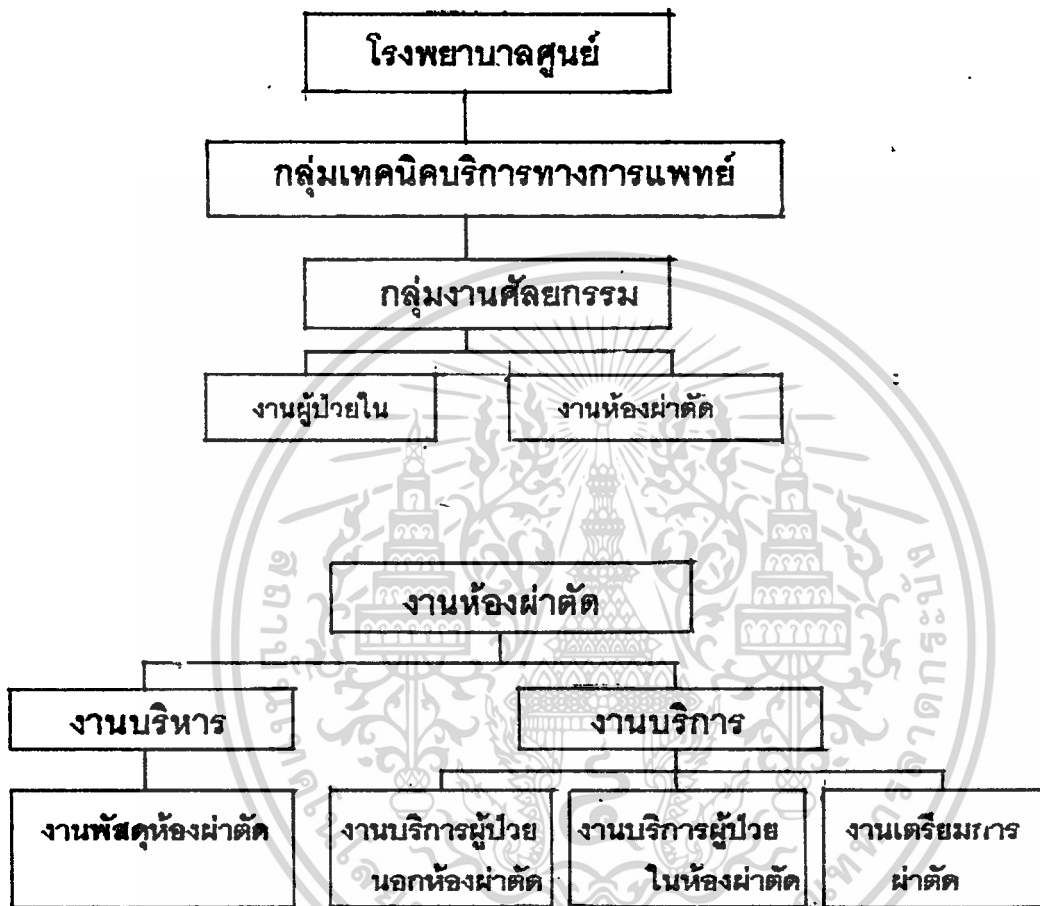 โรงพยาบาลศูนย์
กลุ่มเทคนิคบริการทางการแพทย์
กลุ่มงานศัลยกรรม
งานผู้ป่วยใน
งานห้องผ่าตัด
งานห้องผ่าตัด
งานบริหาร
งานบริการ
งานพัสดุห้องผ่าตัด
งานบริการผู้ป่วย
นอกห้องผ่าตัด
งานบริการผู้ป่วย
ในห้องผ่าตัด
งานเตรียมการ
ผ่าตัด